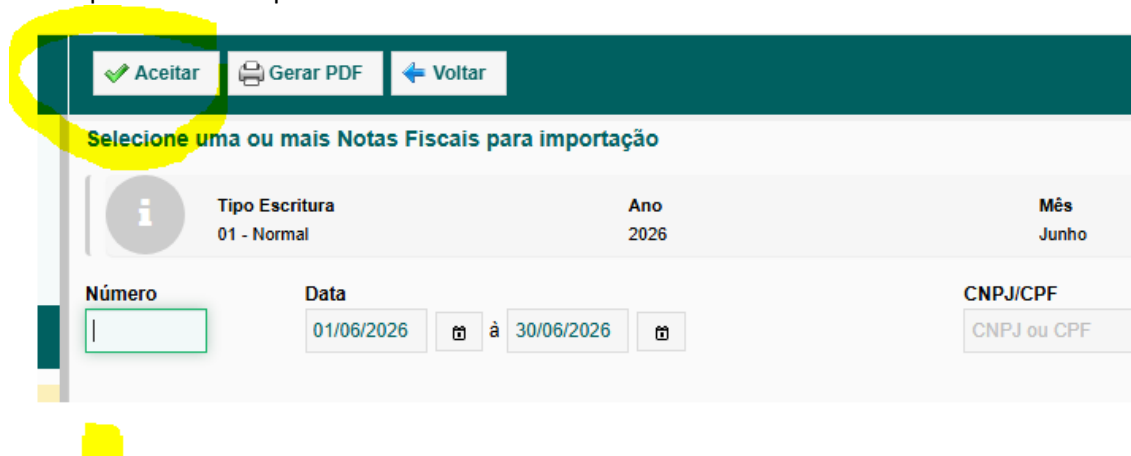 Aceitar Gerar PDF Voltar
Selecione uma ou mais Notas Fiscais para importação
Tipo Escritura Ano Mês
01 - Normal 2026 Junho
Número Data CNPJ/CPF
01/06/2026 à 30/06/2026 CNPJ ou CPF